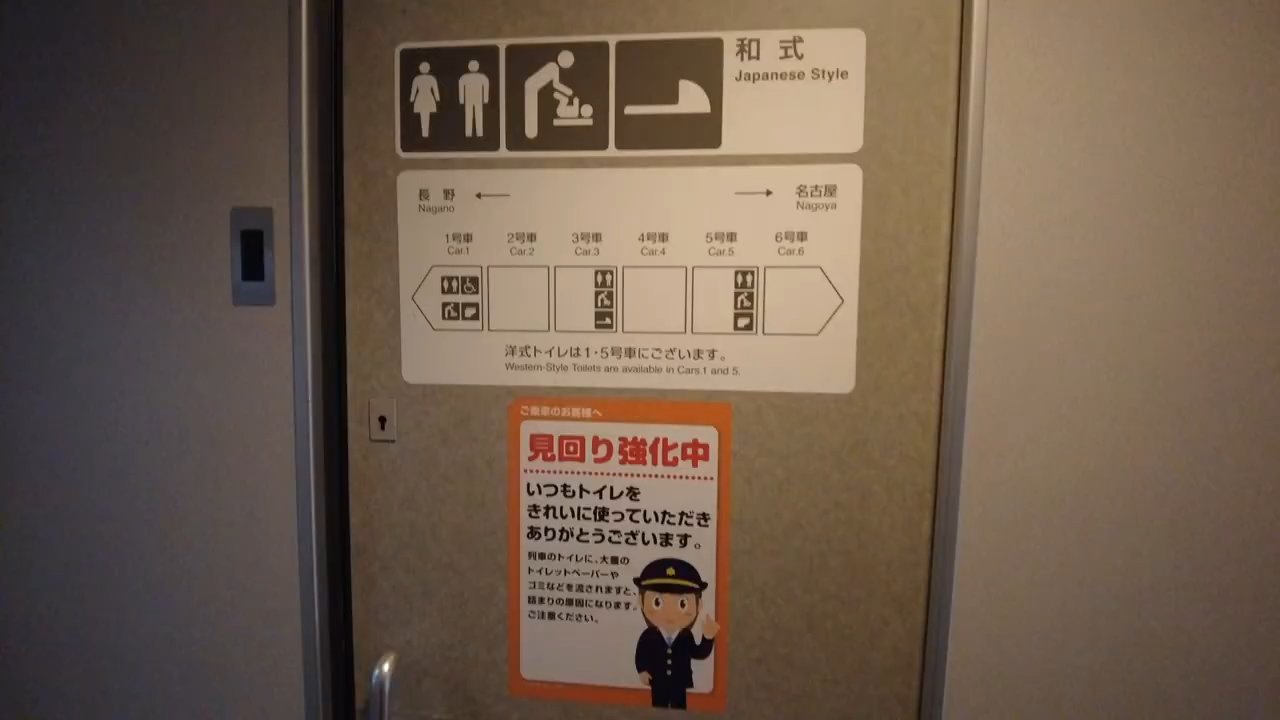 和 式
Japanese Style
長 野
Nagano
名古屋
Nagoya
1号車 2号車 3号車 4号車 5号車 6号車
Car.1 Car.2 Car.3 Car.4 Car.5 Car.6
洋式トイレは1・5号車にございます。
Western-Style Toilets are available in Cars.1 and 5.
ご乗車のお客様へ
見回り強化中
いつもトイレを
きれいに使っていただき
ありがとうございます。
列車のトイレに、大量の
トイレットペーパーや
ゴミなどを流されますと、
詰まりの原因になります。
ご注意ください。